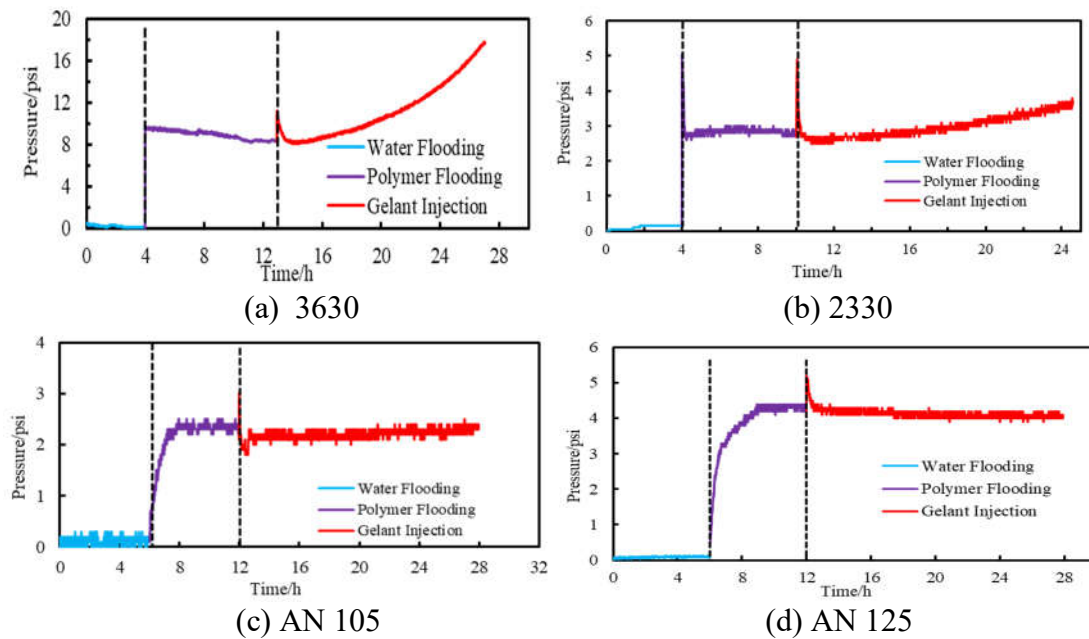 20
16
12
8
4
0
Pressure/psi
Water Flooding
Polymer Flooding
Gelant Injection
0 4 8 12 16 20 24 28
Time/h
(a) 3630
6
5
4
3
2
1
0
Pressure/psi
Water Flooding
Polymer Flooding
Gelant Injection
0 4 8 12 16 20 24
Time/h
(b) 2330
4
3
2
1
0
Pressure/psi
Water Flooding
Polymer Flooding
Gelant Injection
0 4 8 12 16 20 24 28 32
Time/h
(c) AN 105
6
5
4
3
2
1
0
Pressure/psi
Water Flooding
Polymer Flooding
Gelant Injection
0 4 8 12 16 20 24 28
Time/h
(d) AN 125